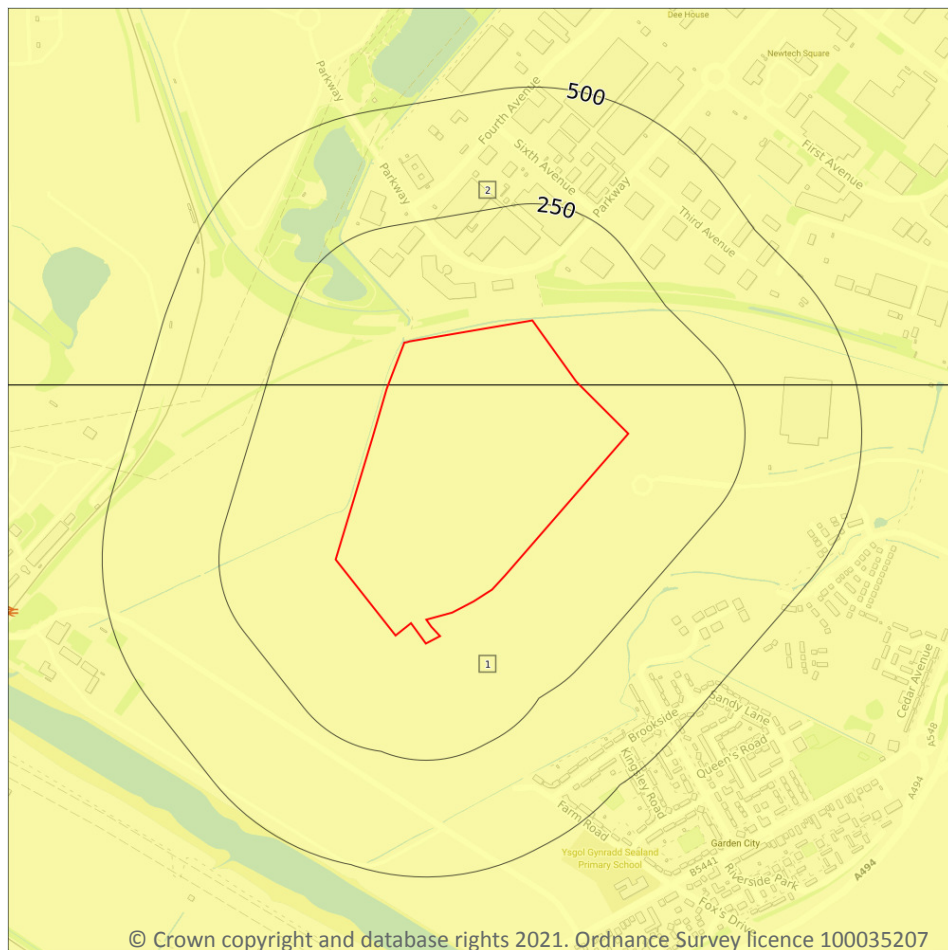 Dee House
Newtech Square
Parkway
500
Fourth Avenue
First Avenue
Sixth Avenue
Parkway
2
Parkway
250
Third Avenue
1
Cedar Avenue
Sandy Lane
Brookside
A548
Queen's Road
Kingsley Road
A494
Farm Road
Garden City
Ysgol Gynradd Sealand
Primary School
B5441
Riverside Park
A494
Fox's Drive
© Crown copyright and database rights 2021. Ordnance Survey licence 100035207